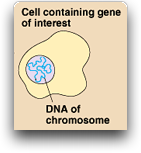 Cell containing gene
of interest
DNA of
chromosome